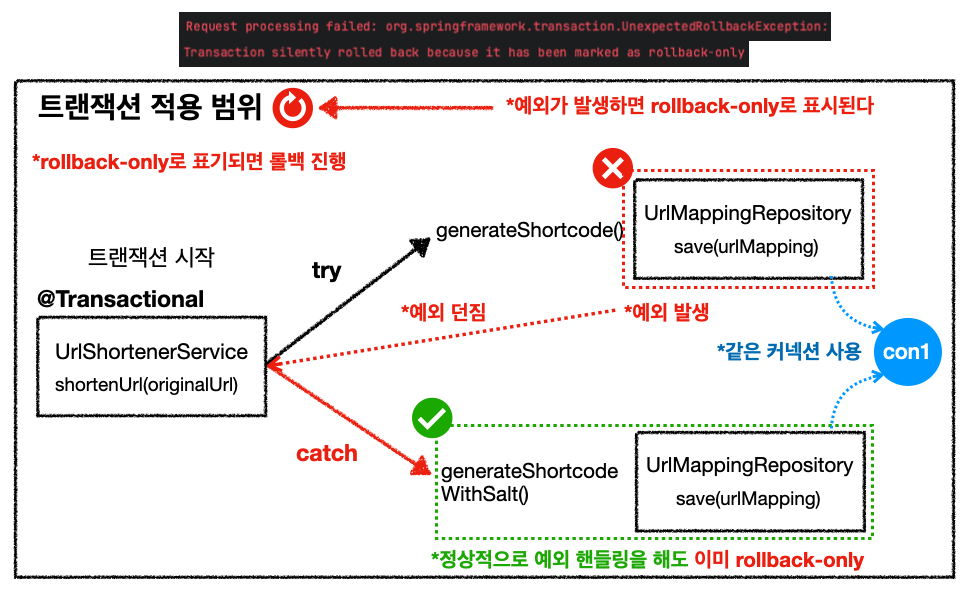 Request processing failed: org.springframework.transaction.UnexpectedRollbackException:
Transaction silently rolled back because it has been marked as rollback-only
트랜잭션 적용 범위
*예외가 발생하면 rollback-only로 표시된다
*rollback-only로 표기되면 롤백 진행
UrlMappingRepository
save(urlMapping)
generateShortcode()
트랜잭션 시작
try
@Transactional
*예외 던짐
*예외 발생
UrlShortenerService
shortenUrl(originalUrl)
*같은 커넥션 사용
con1
catch
generateShortcode
WithSalt()
UrlMappingRepository
save(urlMapping)
*정상적으로 예외 핸들링을 해도 이미 rollback-only